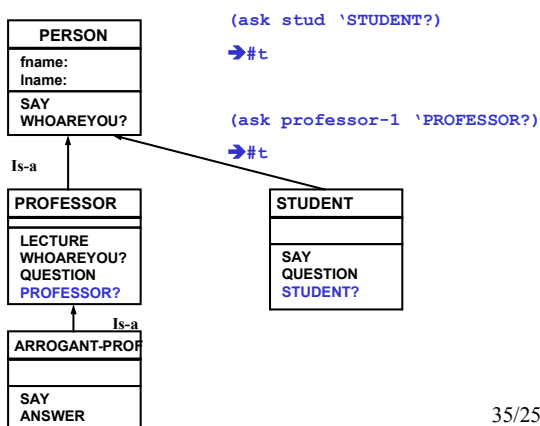 PERSON
fname:
lname:
SAY
WHOAREYOU?
(ask stud ‘STUDENT?)
➔#t
(ask professor-1 ‘PROFESSOR?)
➔#t
Is-a
PROFESSOR
LECTURE
WHOAREYOU?
QUESTION
PROFESSOR?
STUDENT
SAY
QUESTION
STUDENT?
Is-a
ARROGANT-PROF
SAY
ANSWER
35/25